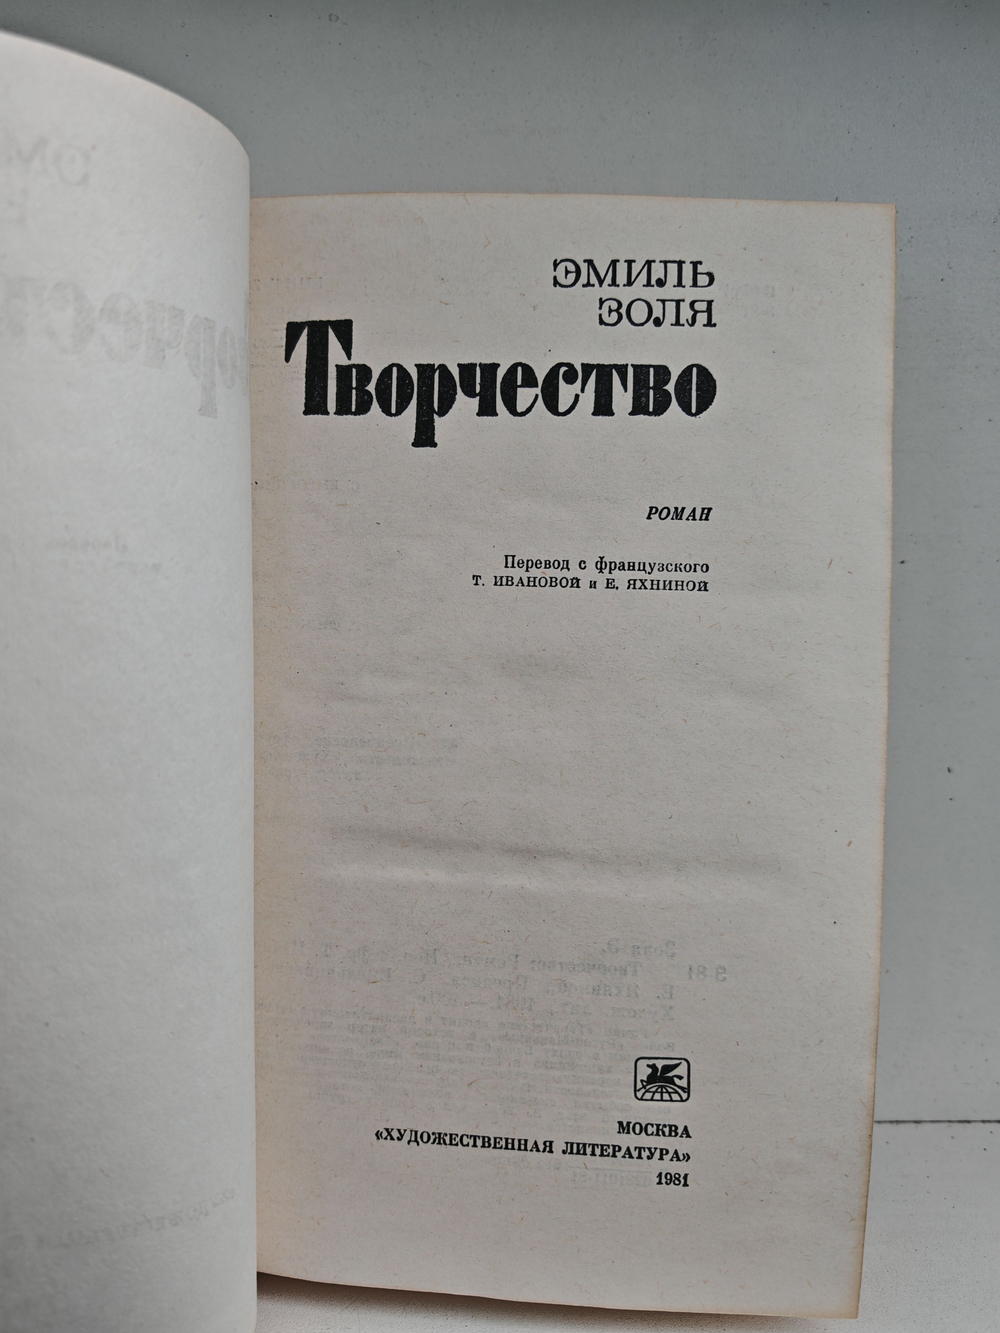 ЭМИЛЬ
ЗОЛЯ
Творчество
РОМАН
Перевод с французского
Т. ИВАНОВОЙ и Е. ЯХНИНОЙ
МОСКВА
«ХУДОЖЕСТВЕННАЯ ЛИТЕРАТУРА»
1981